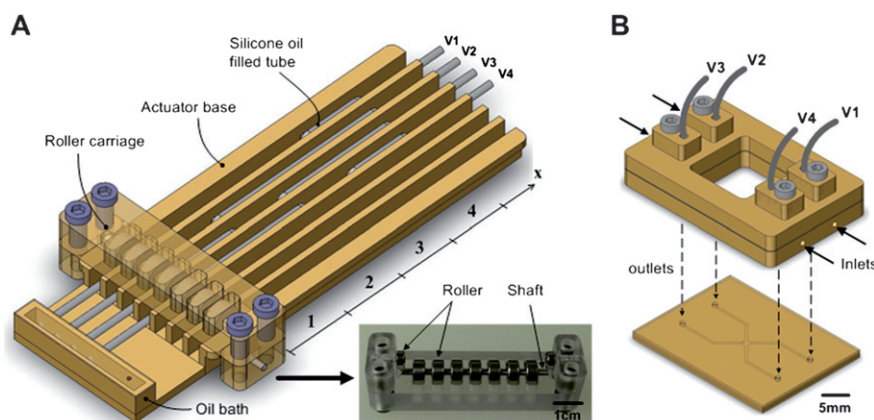 A
Silicone oil
filled tube
V1
V2
V3
V4
Actuator base
Roller carriage
x
4
3
2
1
Roller
Shaft
1cm
Oil bath
B
V3
V2
V4
V1
outlets
Inlets
5mm